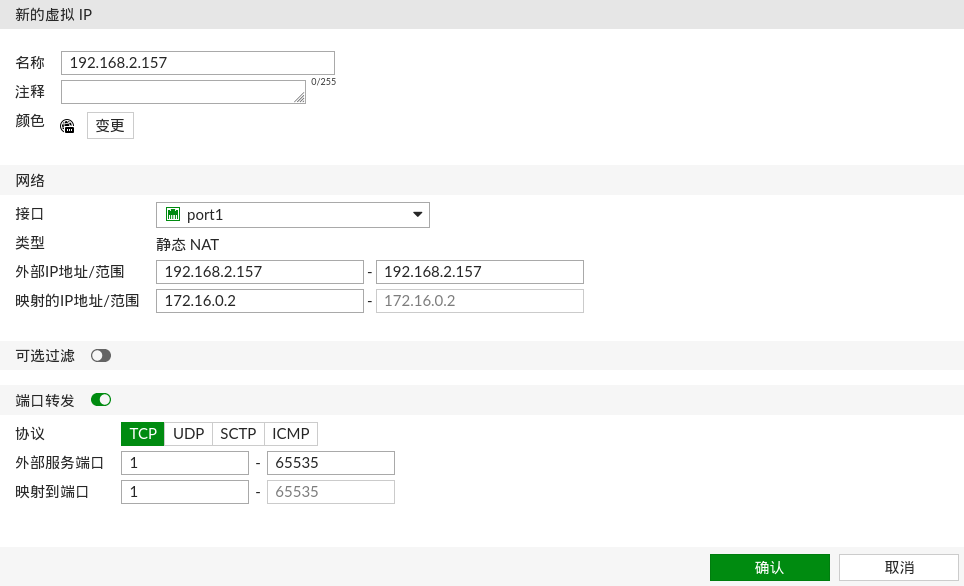 新的虚拟 IP
名称 192.168.2.157
注释 0/255
颜色 变更
网络
接口 port1
类型 静态 NAT
外部IP地址/范围 192.168.2.157 - 192.168.2.157
映射的IP地址/范围 172.16.0.2 - 172.16.0.2
可选过滤
端口转发
协议 TCP UDP SCTP ICMP
外部服务端口 1 - 65535
映射到端口 1 - 65535
确认 取消